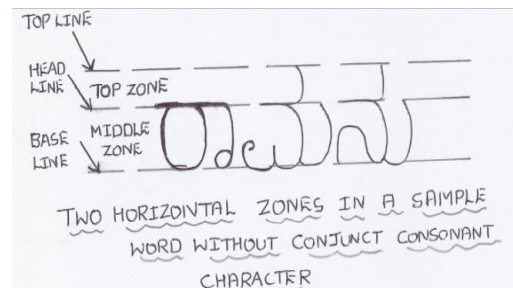 TOP LINE
HEAD LINE
TOP ZONE
BASE LINE
MIDDLE ZONE
TWO HORIZONTAL ZONES IN A SAMPLE
WORD WITHOUT CONJUNCT CONSONANT
CHARACTER